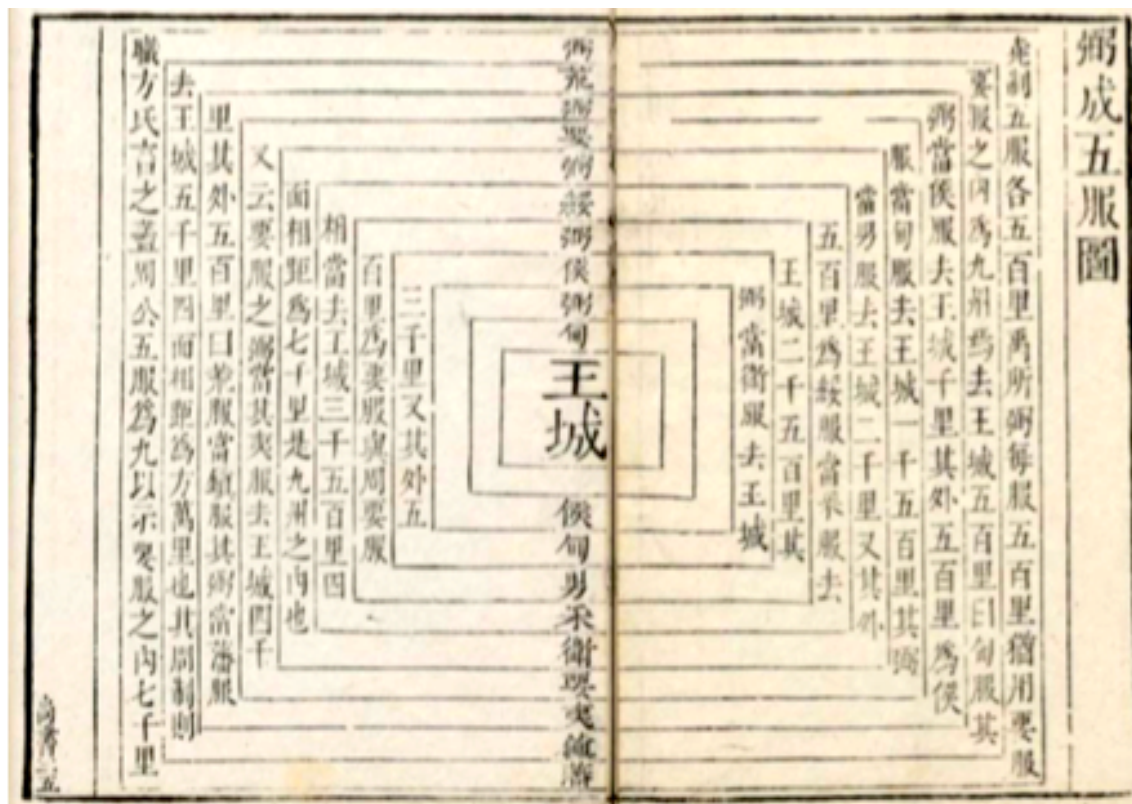 弼成五服圖
堯制五服各五百里禹所弼每服五百里猶用要服
要服之內爲九州焉去王城五百里曰甸服其
弼當侯服去王城千里其外五百里爲侯
服當甸服去王城一千五百里其弼
當男服去王城二千里又其外
五百里爲綏服當采服去
王城二千五百里其
弼當衛服去王城
弼荒弼要弼綏弼侯弼甸
王城
侯甸男采衛要夷鎮藩
三千里又其外五
百里爲要服與周要服
相當去王城三千五百里四
面相距爲七千里是九州之內也
又云要服之弼當其夷服去王城四千
里其外五百里曰荒服當鎮服其弼當藩服
去王城五千里四面相距爲方萬里也其周制則
職方氏言之蓋周公五服爲九以示要服之內七千里